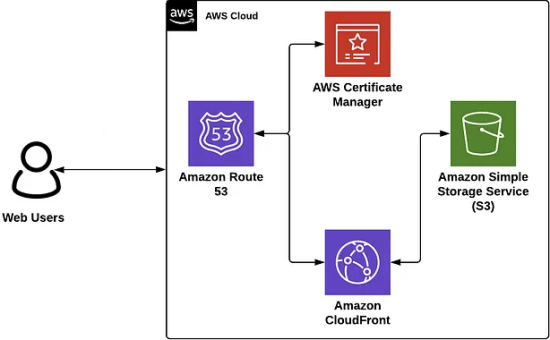 aws
AWS Cloud
AWS Certificate
Manager
53
Amazon Route
53
Amazon Simple
Storage Service
(S3)
Web Users
Amazon
CloudFront